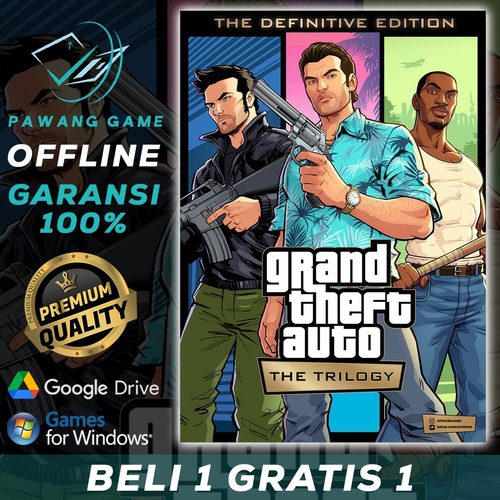 THE DEFINITIVE EDITION
PAWANG GAME
OFFLINE
GARANSI
100%
PREMIUM
QUALITY
Google Drive
Games
for Windows®
grand
theft
auto
THE TRILOGY
BELI 1 GRATIS 1